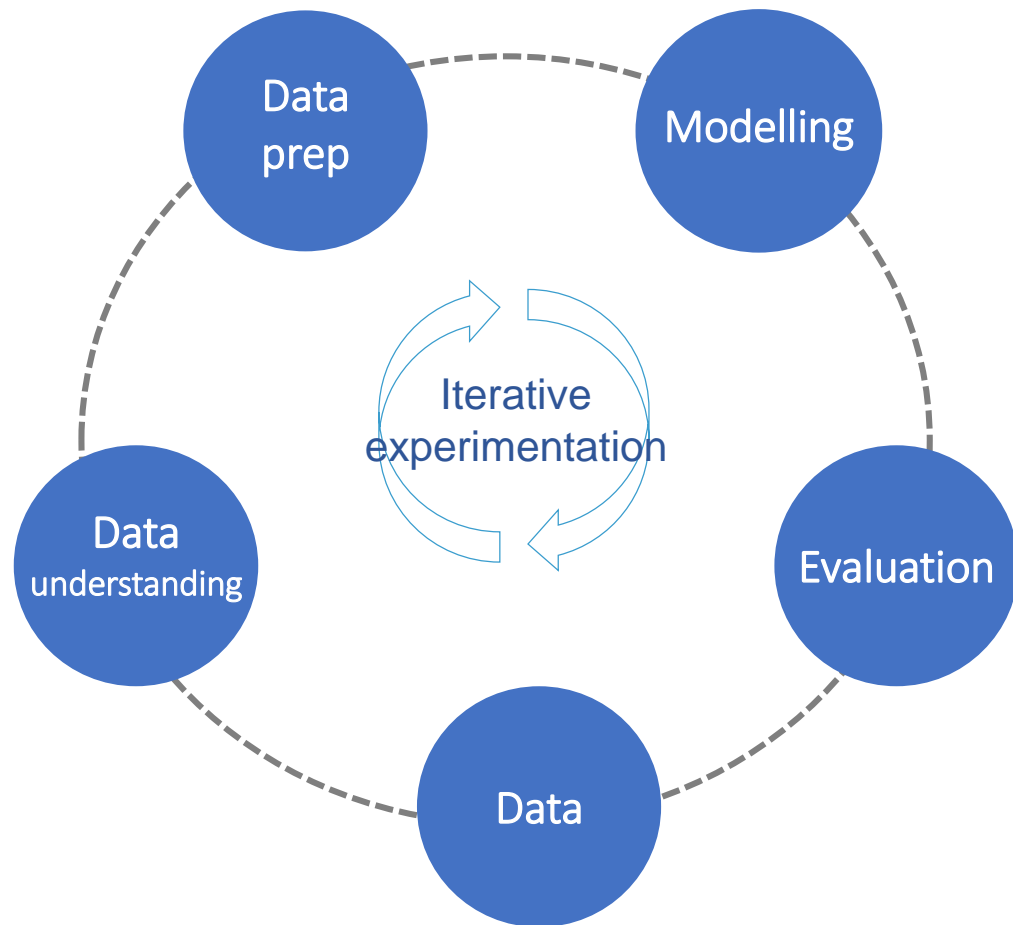 Data
prep
Modelling
Iterative
experimentation
Data
understanding
Evaluation
Data